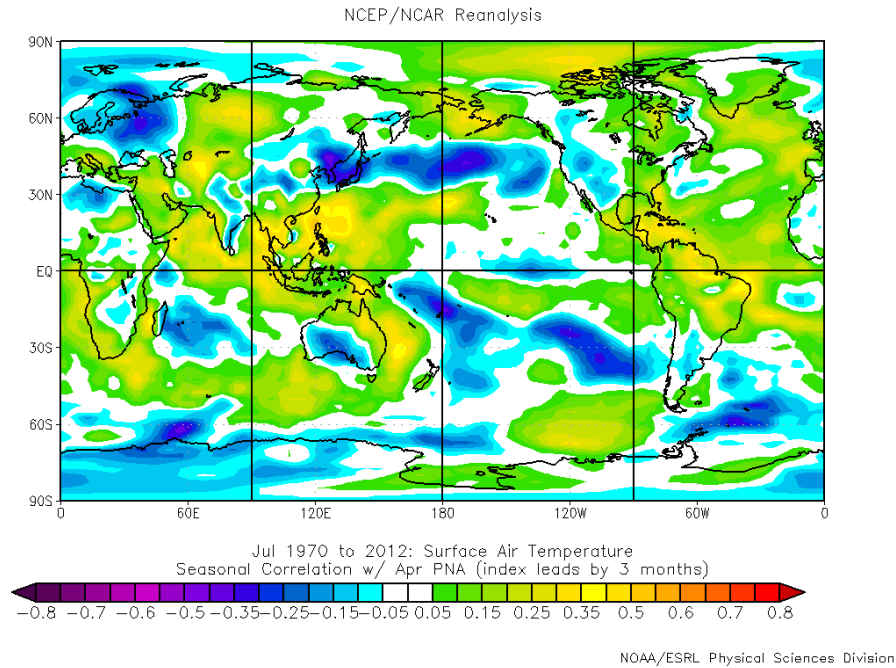 NCEP/NCAR Reanalysis
90N
60N
30N
EQ
30S
60S
90S
0 60E 120E 180 120W 60W 0
Jul 1970 to 2012: Surface Air Temperature
Seasonal Correlation w/ Apr PNA (index leads by 3 months)
-0.8 -0.7 -0.6 -0.5 -0.35 -0.25 -0.15 -0.05 0.05 0.15 0.25 0.35 0.45 0.5 0.6 0.7 0.8
NOAA/ESRL Physical Sciences Division